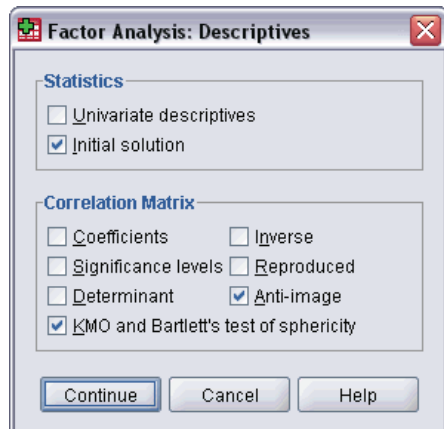 Factor Analysis: Descriptives
Statistics
Univariate descriptives
Initial solution
Correlation Matrix
Coefficients Inverse
Significance levels Reproduced
Determinant Anti-image
KMO and Bartlett's test of sphericity
Continue Cancel Help